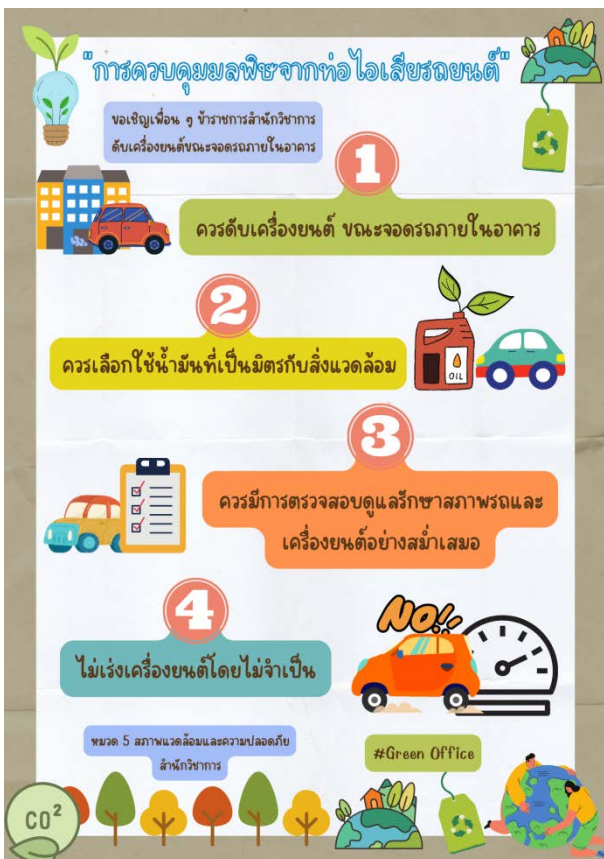 "การควบคุมมลพิษจากท่อไอเสียรถยนต์"
ขอเชิญเพื่อน ๆ ข้าราชการสำนักวิชาการ
ดับเครื่องยนต์ขณะจอดรถภายในอาคาร
1
ควรดับเครื่องยนต์ ขณะจอดรถภายในอาคาร
2
ควรเลือกใช้น้ำมันที่เป็นมิตรกับสิ่งแวดล้อม
OIL
3
ควรมีการตรวจสอบดูแลรักษาสภาพรถและ
เครื่องยนต์อย่างสม่ำเสมอ
4
ไม่เร่งเครื่องยนต์โดยไม่จำเป็น
NO!!
หมวด 5 สภาพแวดล้อมและความปลอดภัย
สำนักวิชาการ
#Green Office
CO²